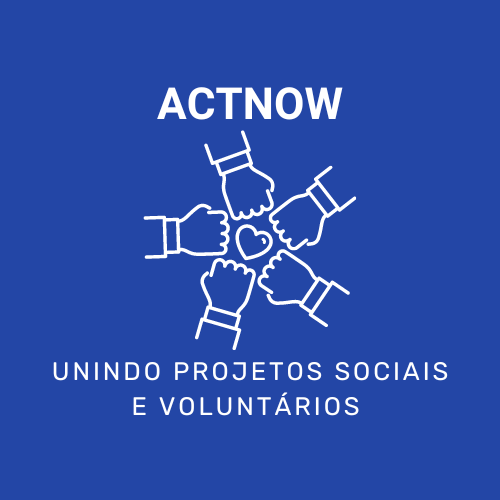 ACTNOW
UNINDO PROJETOS SOCIAIS
E VOLUNTÁRIOS